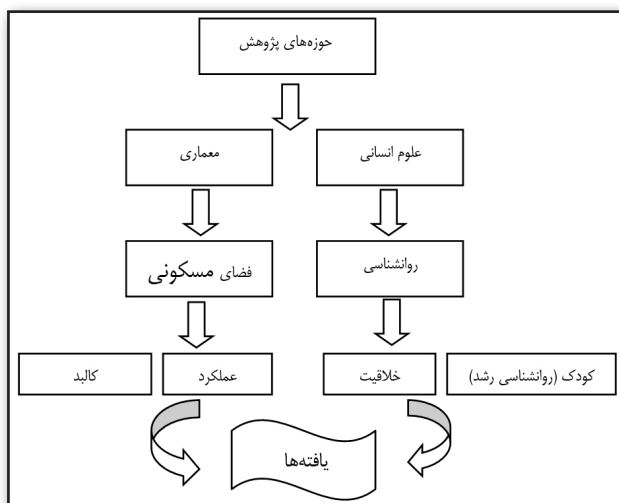 حوزه‌های پژوهش
علوم انسانی
معماری
روانشناسی
فضای مسکونی
کودک (روانشناسی رشد)
خلاقیت
عملکرد
کالبد
یافته‌ها